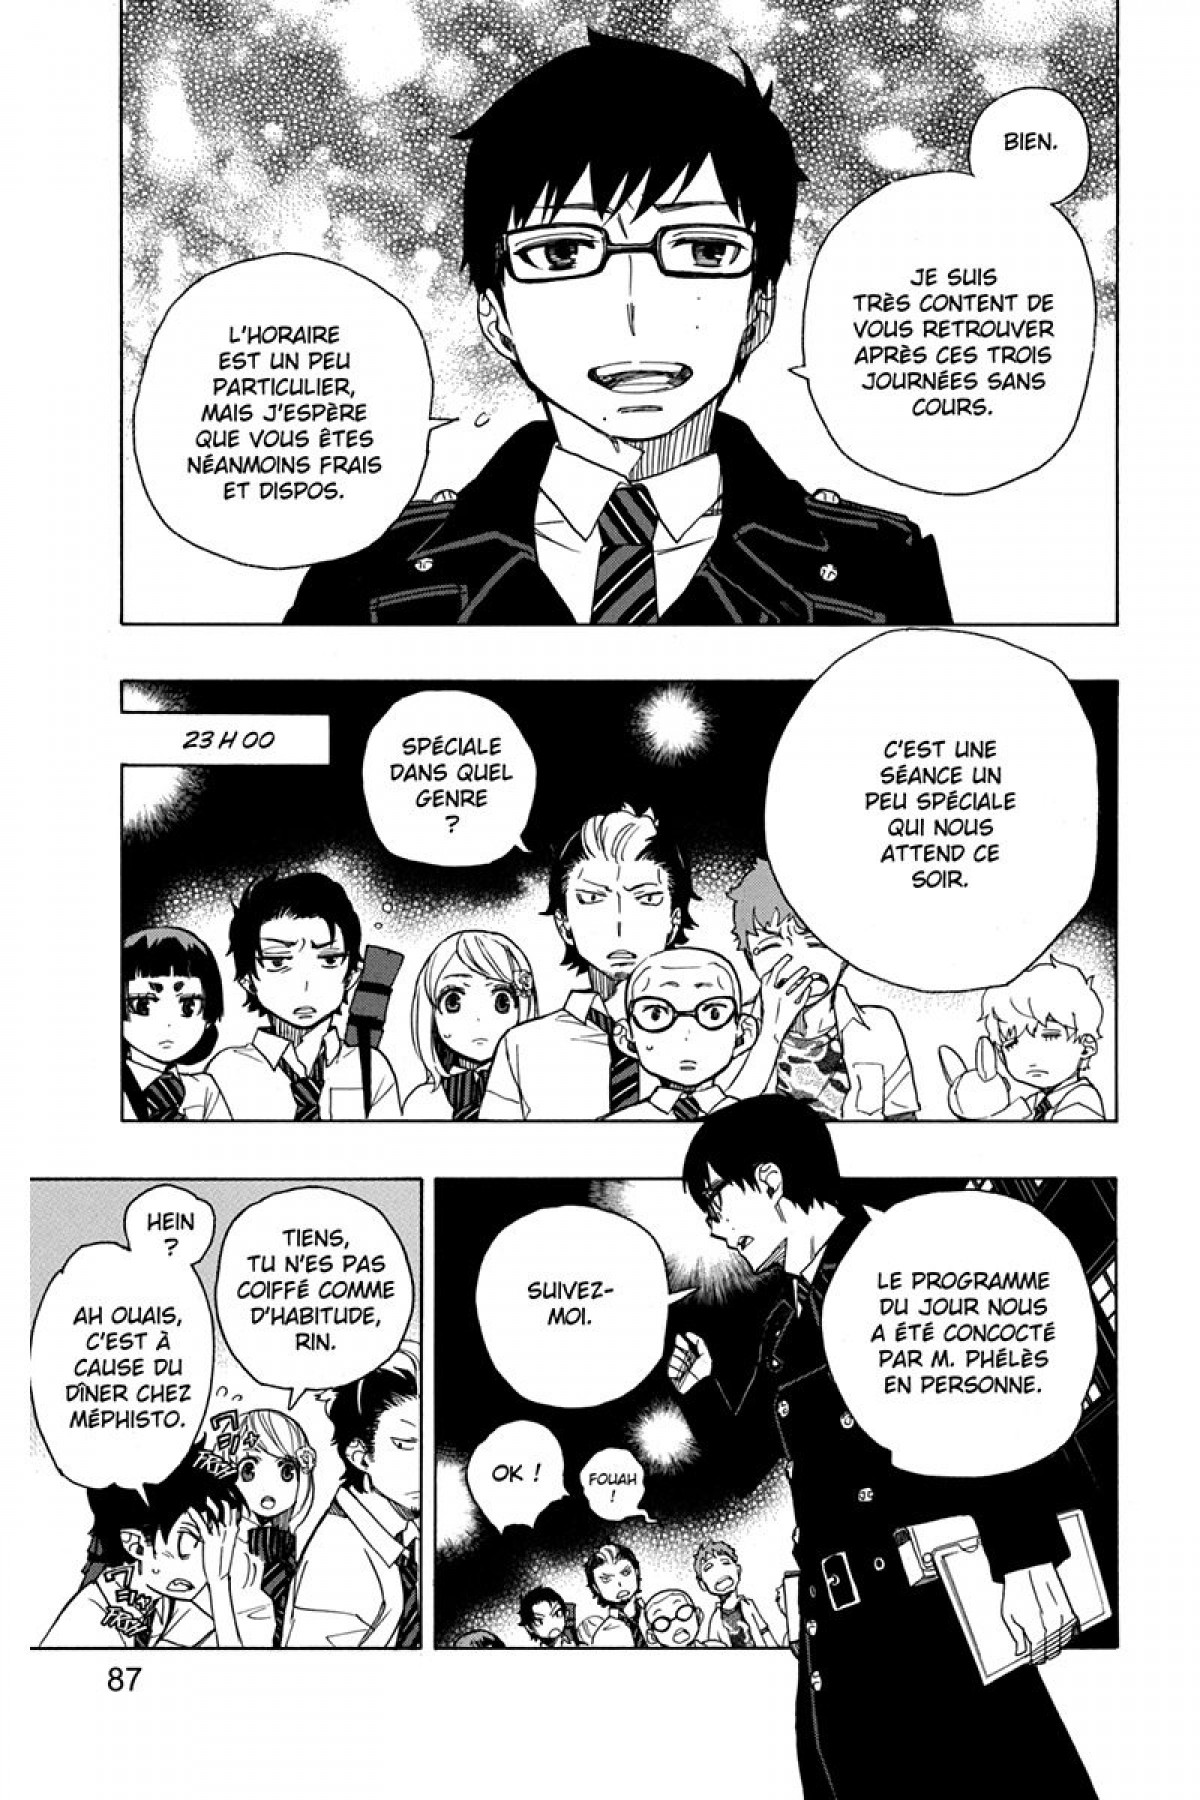 BIEN.
JE SUIS
TRÈS CONTENT DE
VOUS RETROUVER
APRÈS CES TROIS
JOURNÉES SANS
COURS.
L'HORAIRE
EST UN PEU
PARTICULIER,
MAIS J'ESPÈRE
QUE VOUS ÊTES
NÉANMOINS FRAIS
ET DISPOS.
C'EST UNE
SÉANCE UN
PEU SPÉCIALE
QUI NOUS
ATTEND CE
SOIR.
SPÉCIALE
DANS QUEL
GENRE
?
23 H 00
LE PROGRAMME
DU JOUR NOUS
A ÉTÉ CONCOCTÉ
PAR M. PHÉLÈS
EN PERSONNE.
SUIVEZ-
MOI.
FOUAH
!
OK !
TIENS,
TU N'ES PAS
COIFFÉ COMME
D'HABITUDE,
RIN.
HEIN
?
AH OUAIS,
C'EST À
CAUSE DU
DÎNER CHEZ
MÉPHISTO.
87